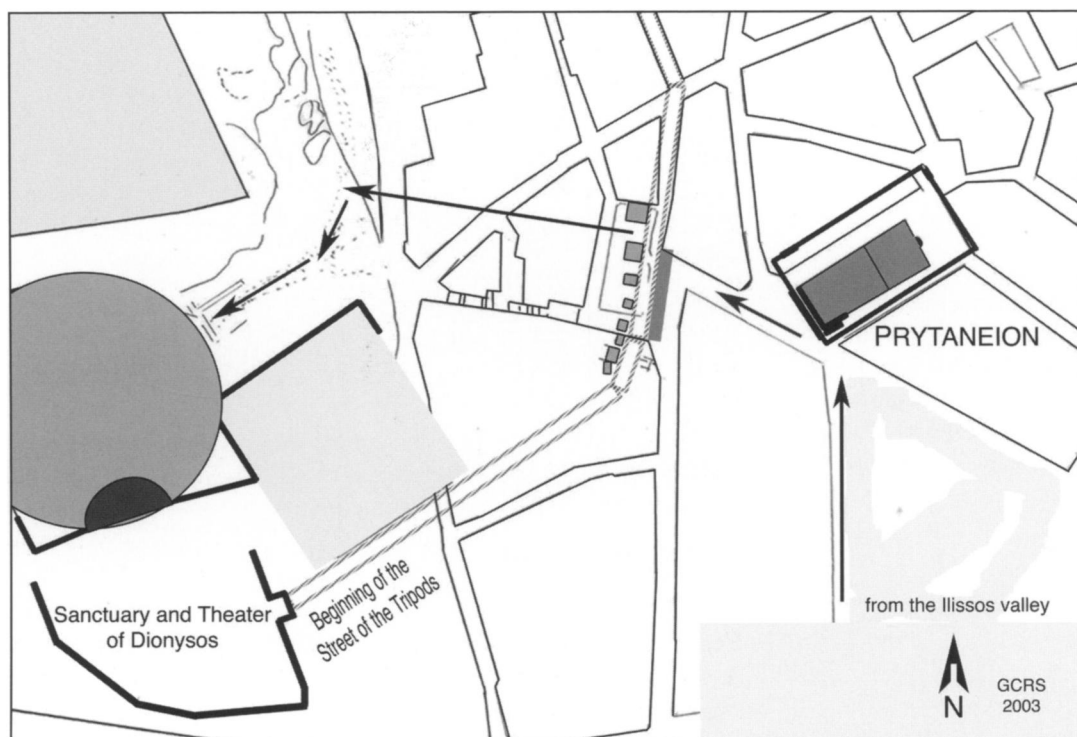 PRYTANEION
Beginning of the
Street of the Tripods
Sanctuary and Theater
of Dionysos
from the Ilissos valley
N
GCRS
2003